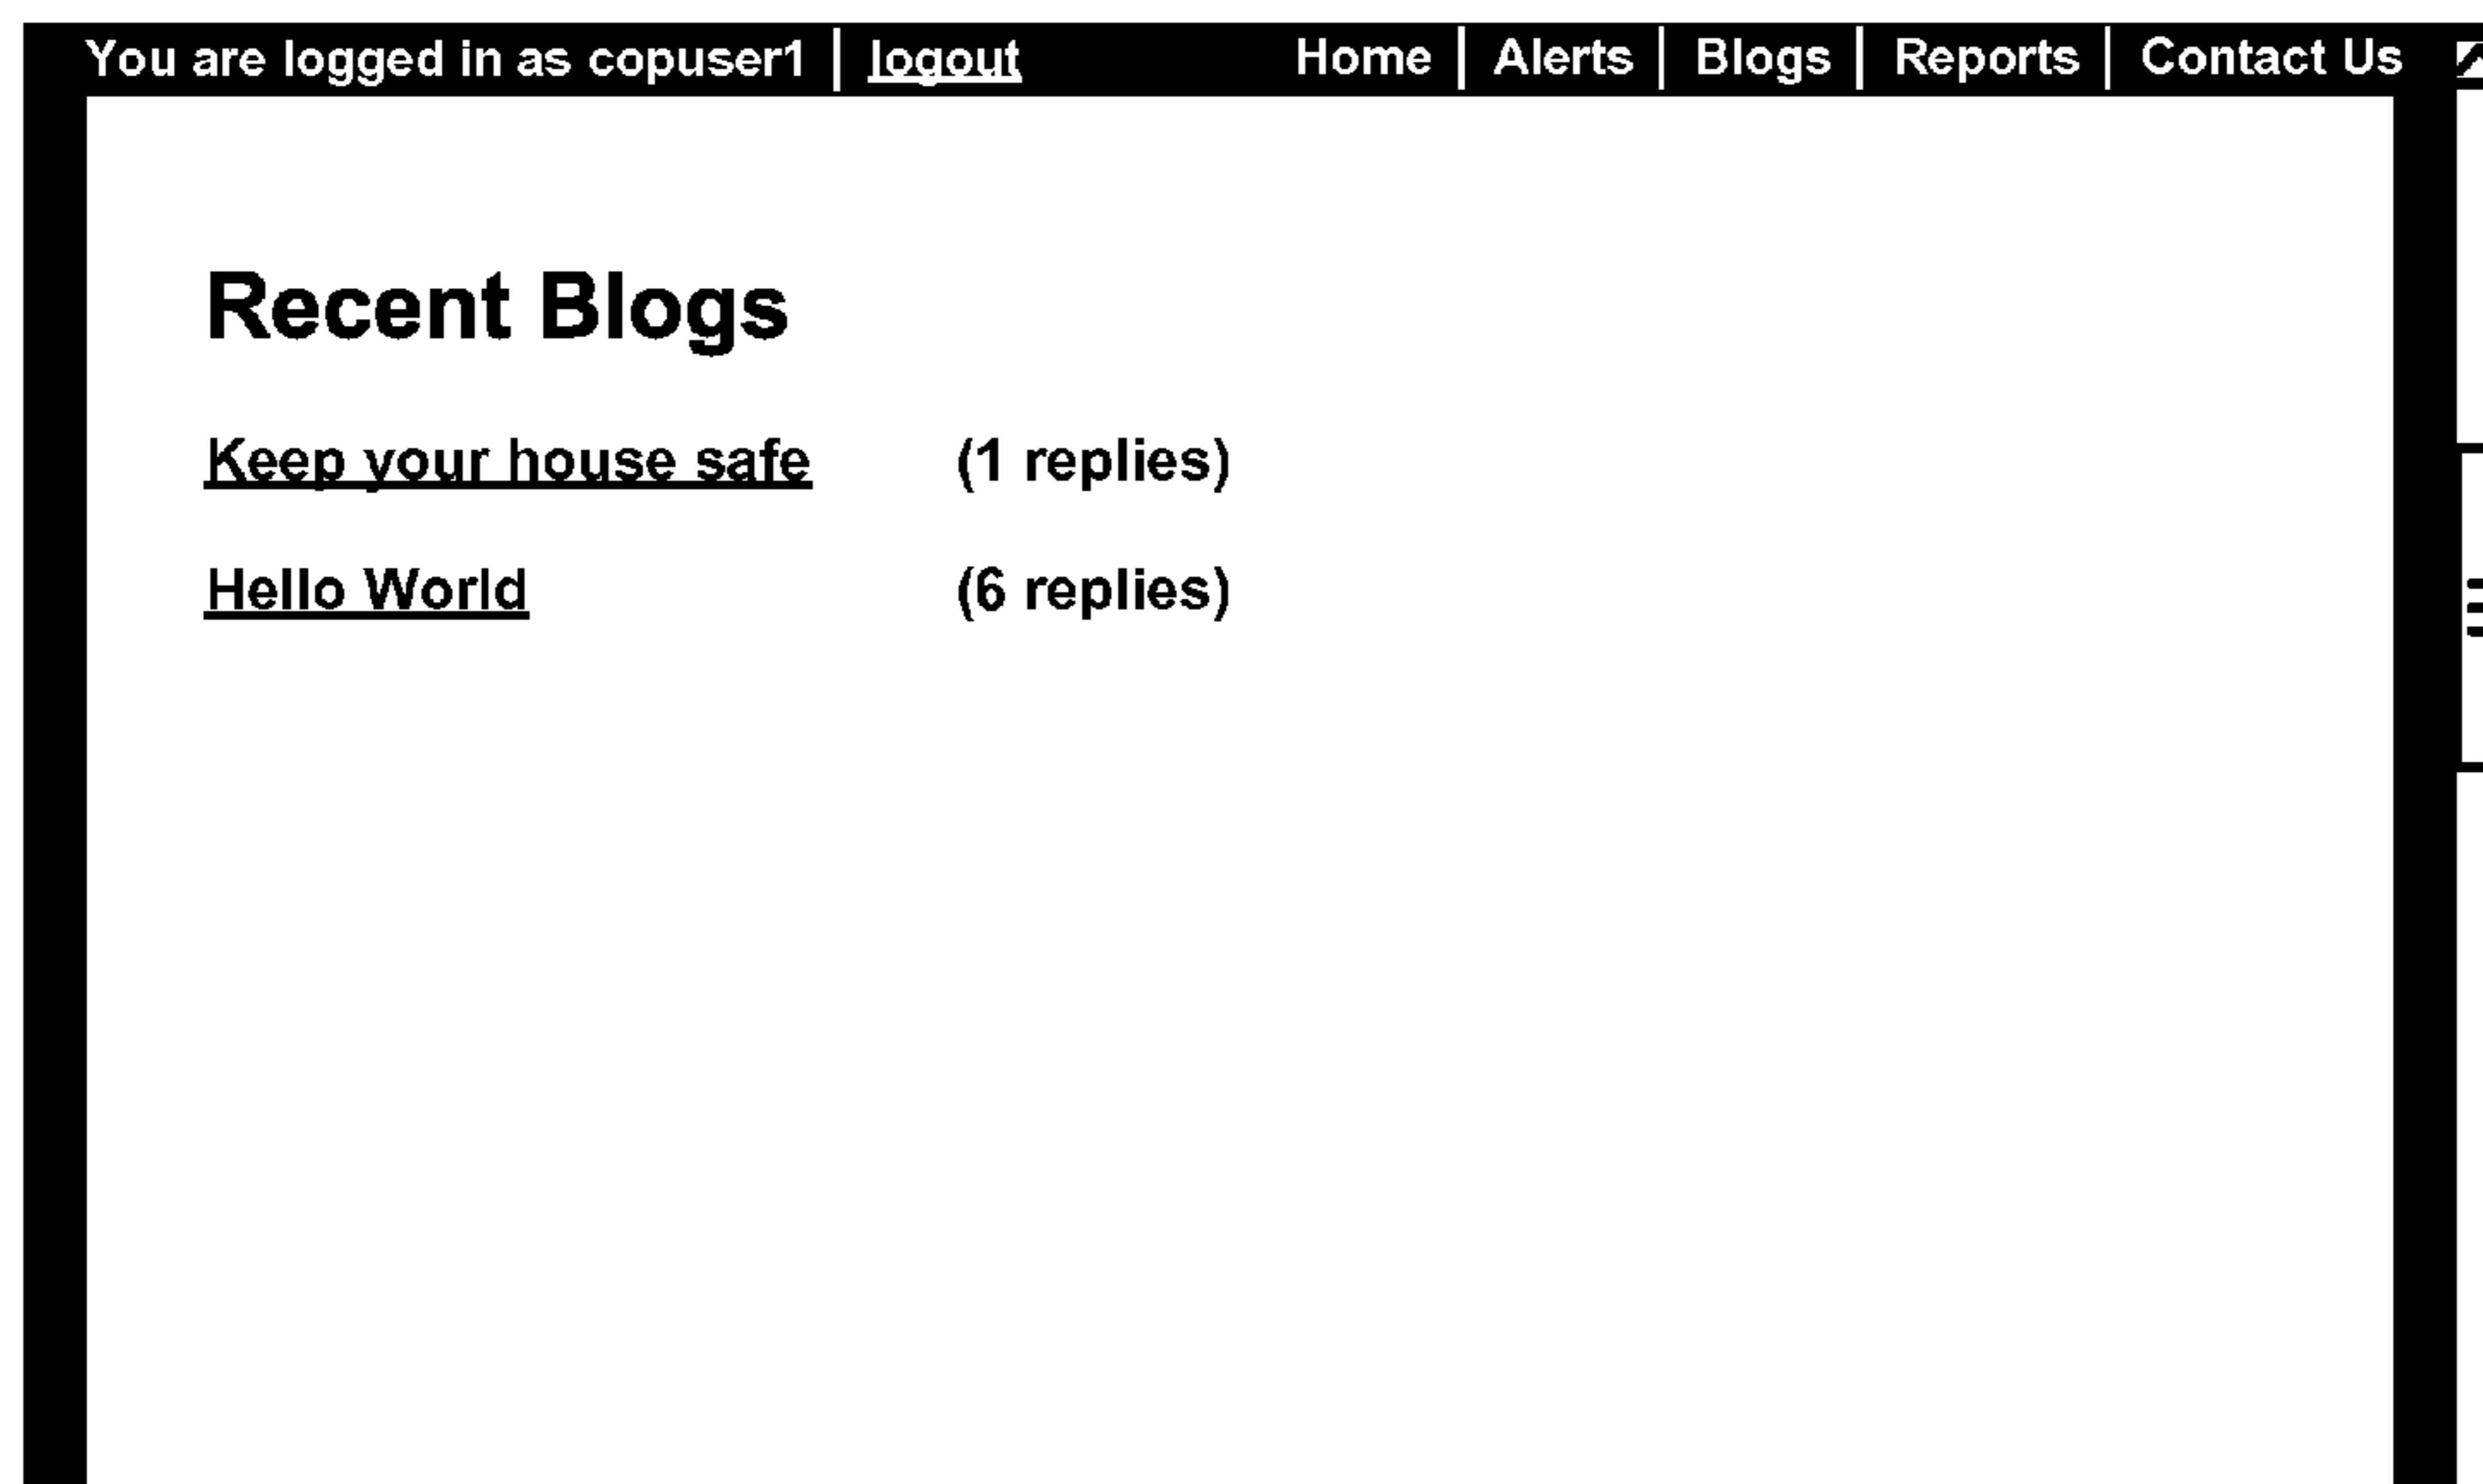 You are logged in as copuser1 | logout Home | Alerts | Blogs | Reports | Contact Us
Recent Blogs
Keep your house safe (1 replies)
Hello World (6 replies)